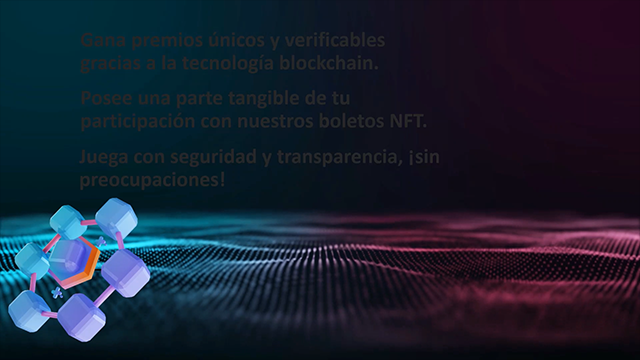 Gana premios únicos y verificables
gracias a la tecnología blockchain.
Posee una parte tangible de tu
participación con nuestros boletos NFT.
Juega con seguridad y transparencia, ¡sin
preocupaciones!